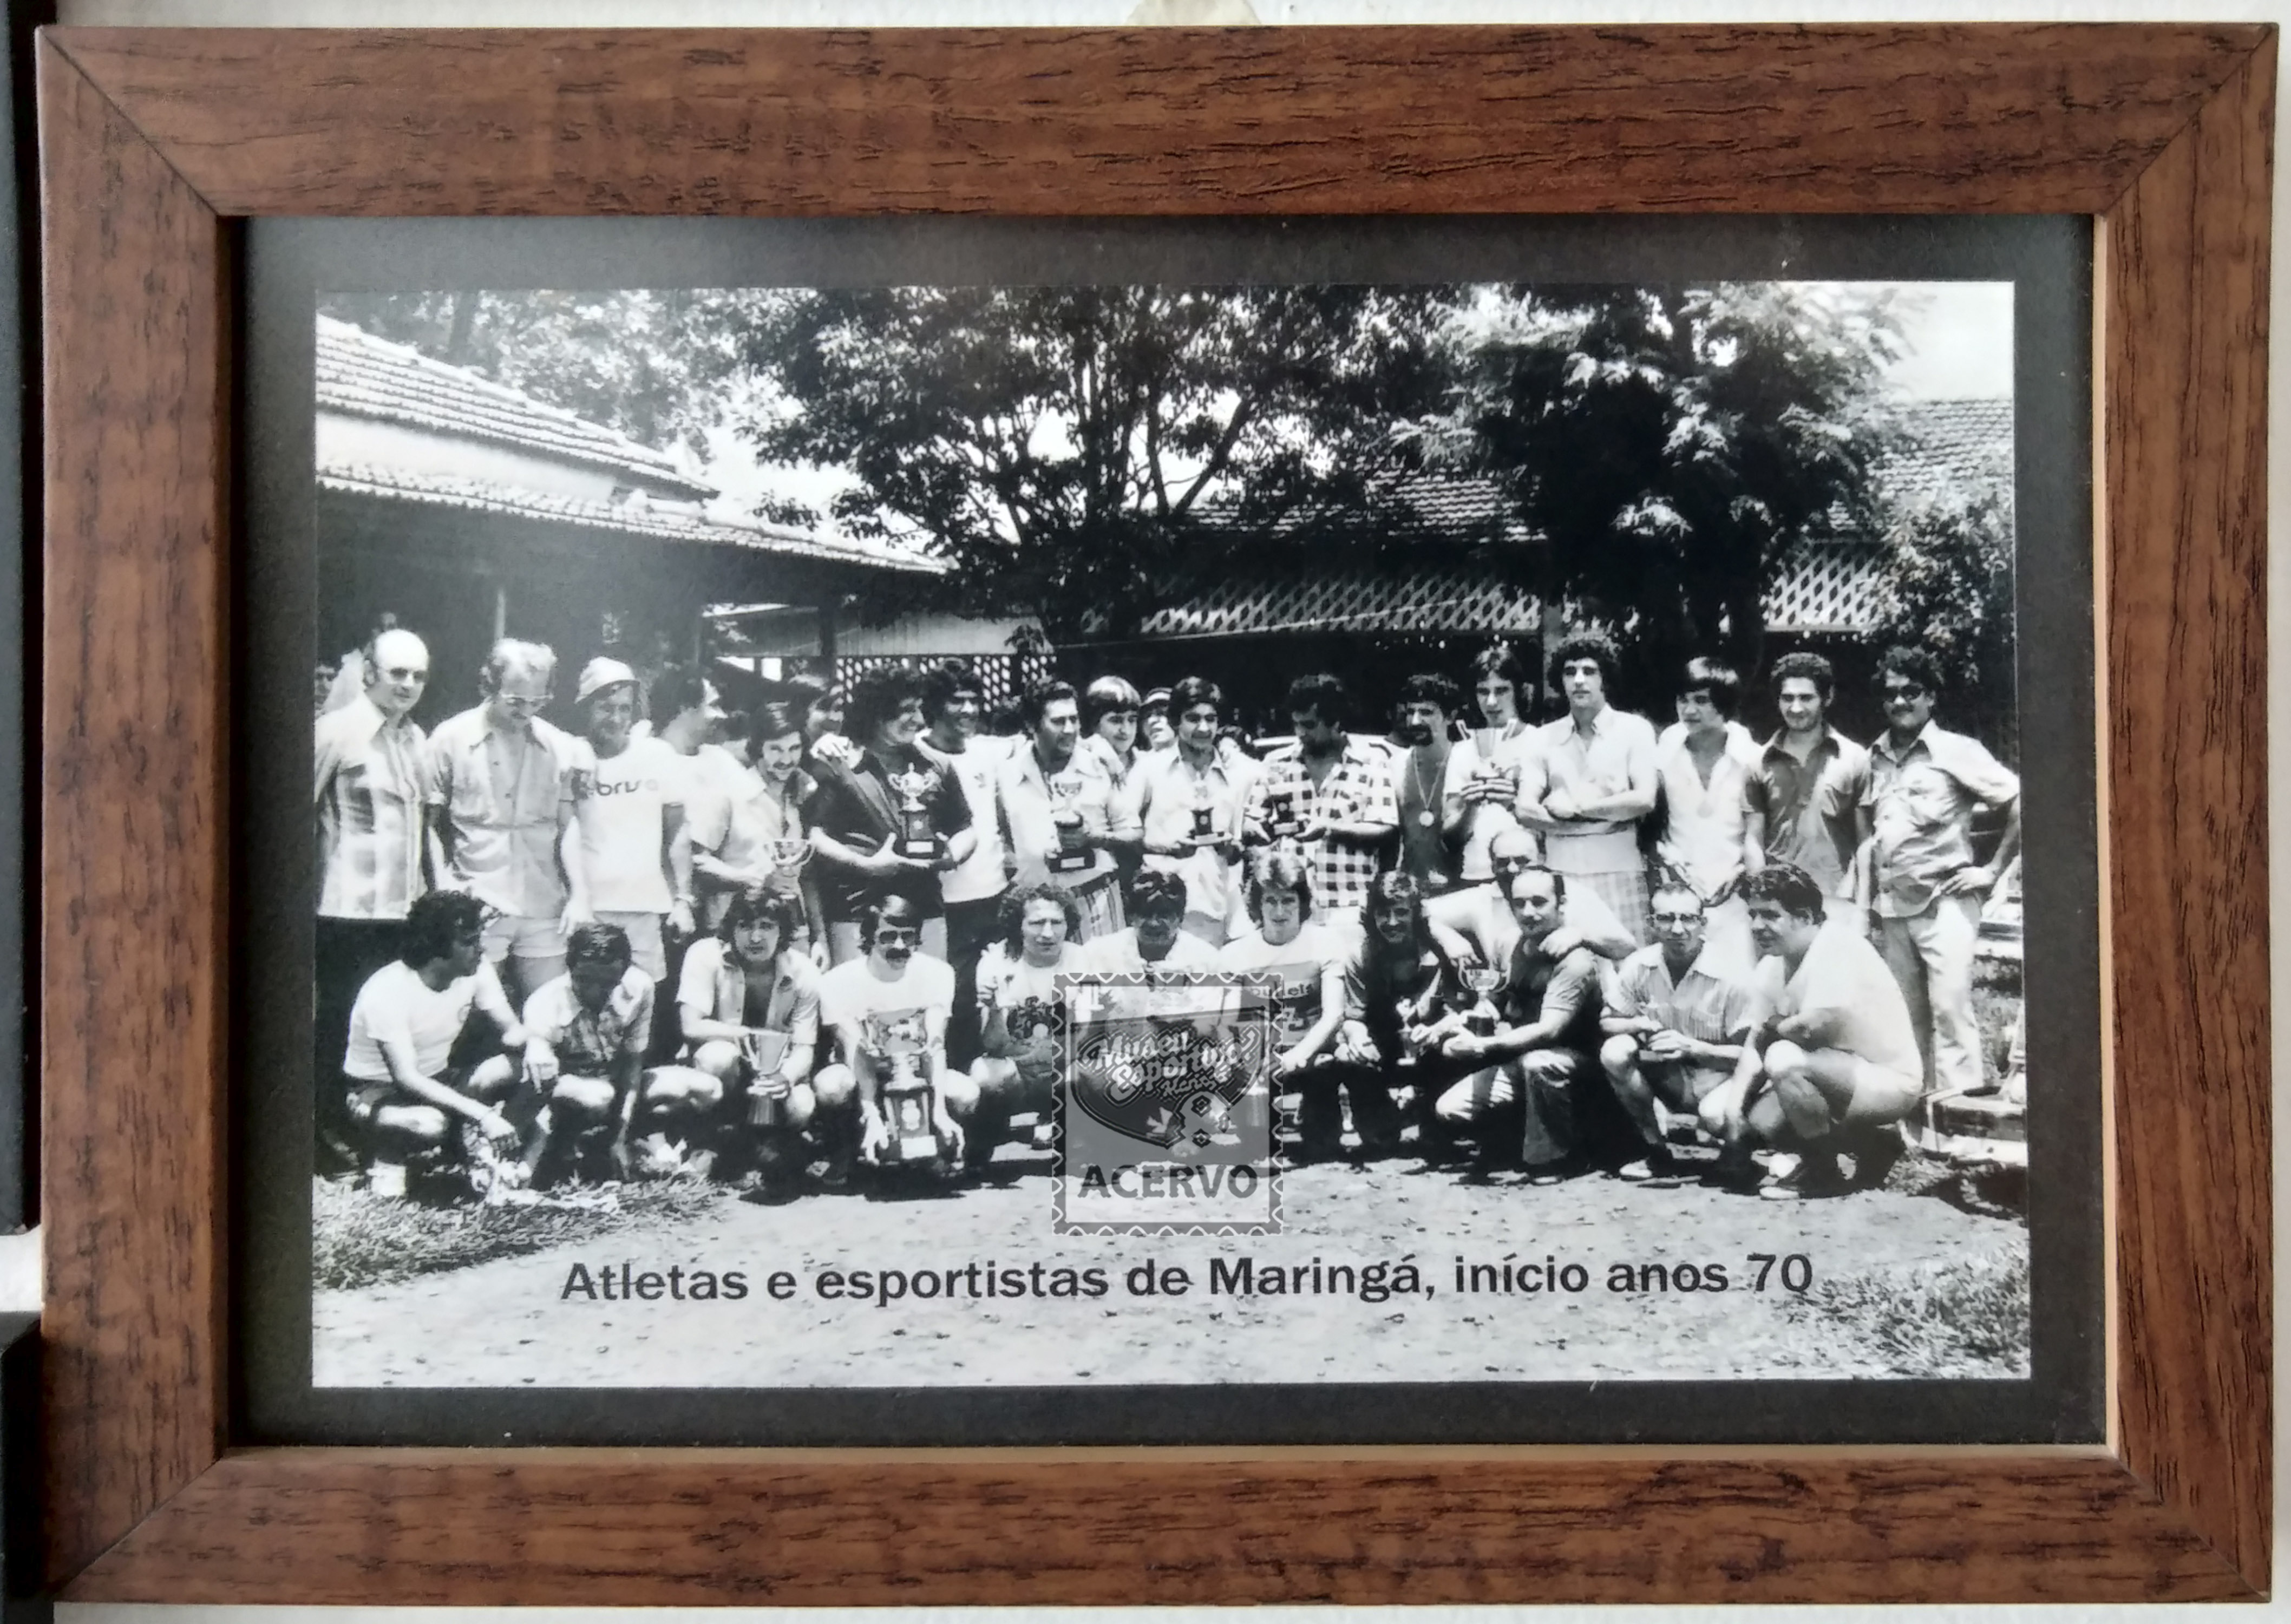 Museu
Esportivo
ACERVO
Atletas e esportistas de Maringá, início anos 70